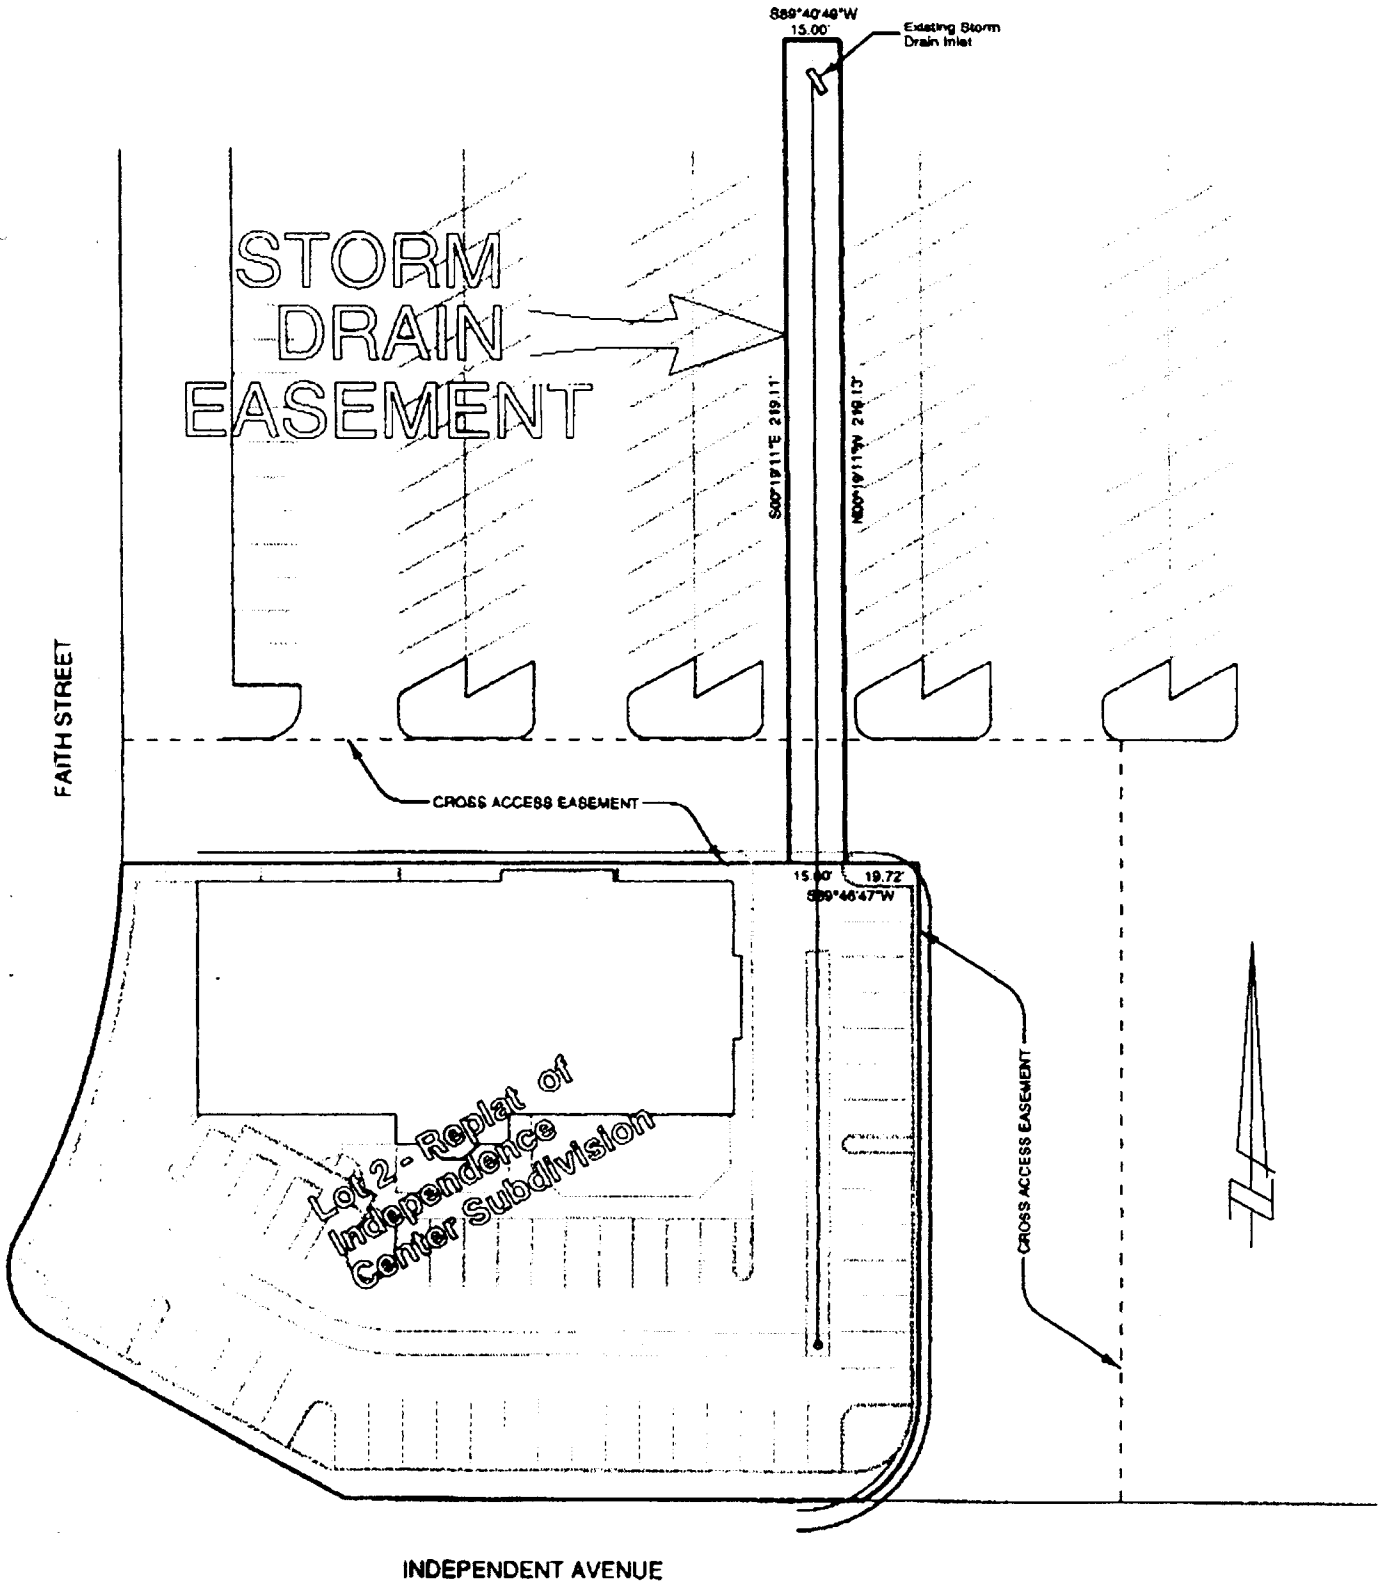 S89°40'49"W
15.00'
Existing Storm
Drain Inlet
STORM
DRAIN
EASEMENT
S00°19'11"E 219.11'
N00°19'11"W 219.13'
FAITH STREET
CROSS ACCESS EASEMENT
15.00' 19.72'
S89°46'47"W
CROSS ACCESS EASEMENT
Lot 2 - Replat of
Independence
Center Subdivision
INDEPENDENT AVENUE